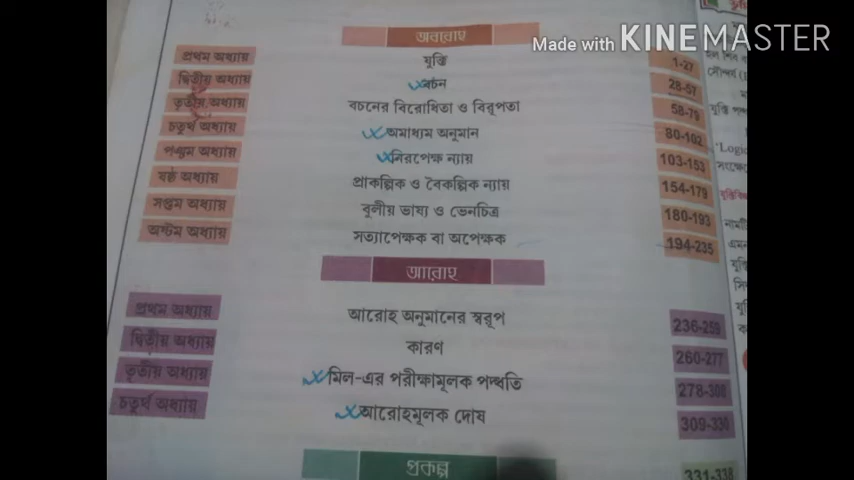 অবরোহ
Made with KINEMASTER
প্রথম অধ্যায় যুক্তি 1-27
দ্বিতীয় অধ্যায় বচন 28-57
তৃতীয় অধ্যায় বচনের বিরোধিতা ও বিরূপতা 58-79
চতুর্থ অধ্যায় অমাধ্যম অনুমান 80-102
পঞ্চম অধ্যায় নিরপেক্ষ ন্যায় 103-153
ষষ্ঠ অধ্যায় প্রাকল্পিক ও বৈকল্পিক ন্যায় 154-179
সপ্তম অধ্যায় বুলীয় ভাষ্য ও ভেনচিত্র 180-193
অস্টম অধ্যায় সত্যাপেক্ষক বা অপেক্ষক 194-235
আরোহ
প্রথম অধ্যায় আরোহ অনুমানের স্বরূপ 236-259
দ্বিতীয় অধ্যায় কারণ 260-277
তৃতীয় অধ্যায় মিল-এর পরীক্ষামূলক পদ্ধতি 278-308
চতুর্থ অধ্যায় আরোহমূলক দোষ 309-330
প্রকল্প
331-338